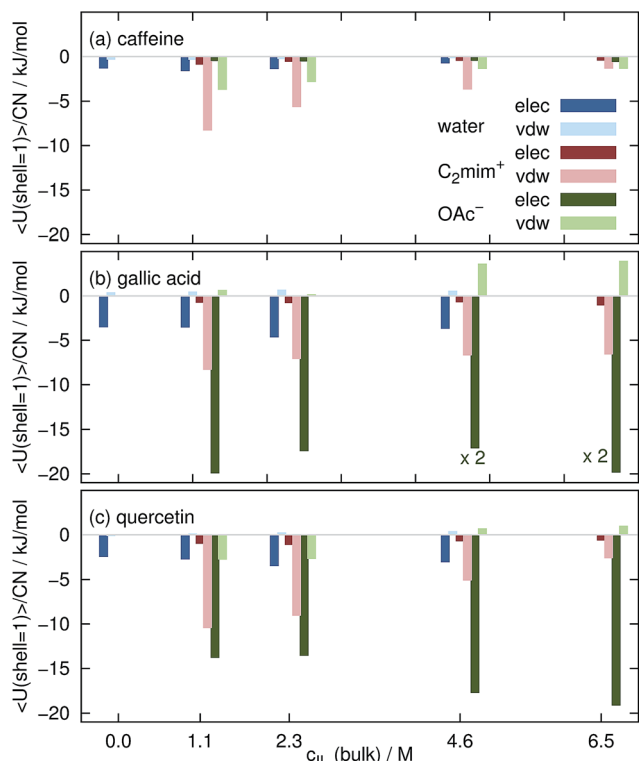 (a) caffeine
<U(shell=1)>/CN / kJ/mol
0
−5
−10
−15
−20
elec
water vdw
elec
C₂mim⁺ vdw
elec
OAc⁻ vdw
(b) gallic acid
<U(shell=1)>/CN / kJ/mol
0
−5
−10
−15
−20
x 2
x 2
(c) quercetin
<U(shell=1)>/CN / kJ/mol
0
−5
−10
−15
−20
0.0 1.1 2.3 4.6 6.5
(bulk) / M